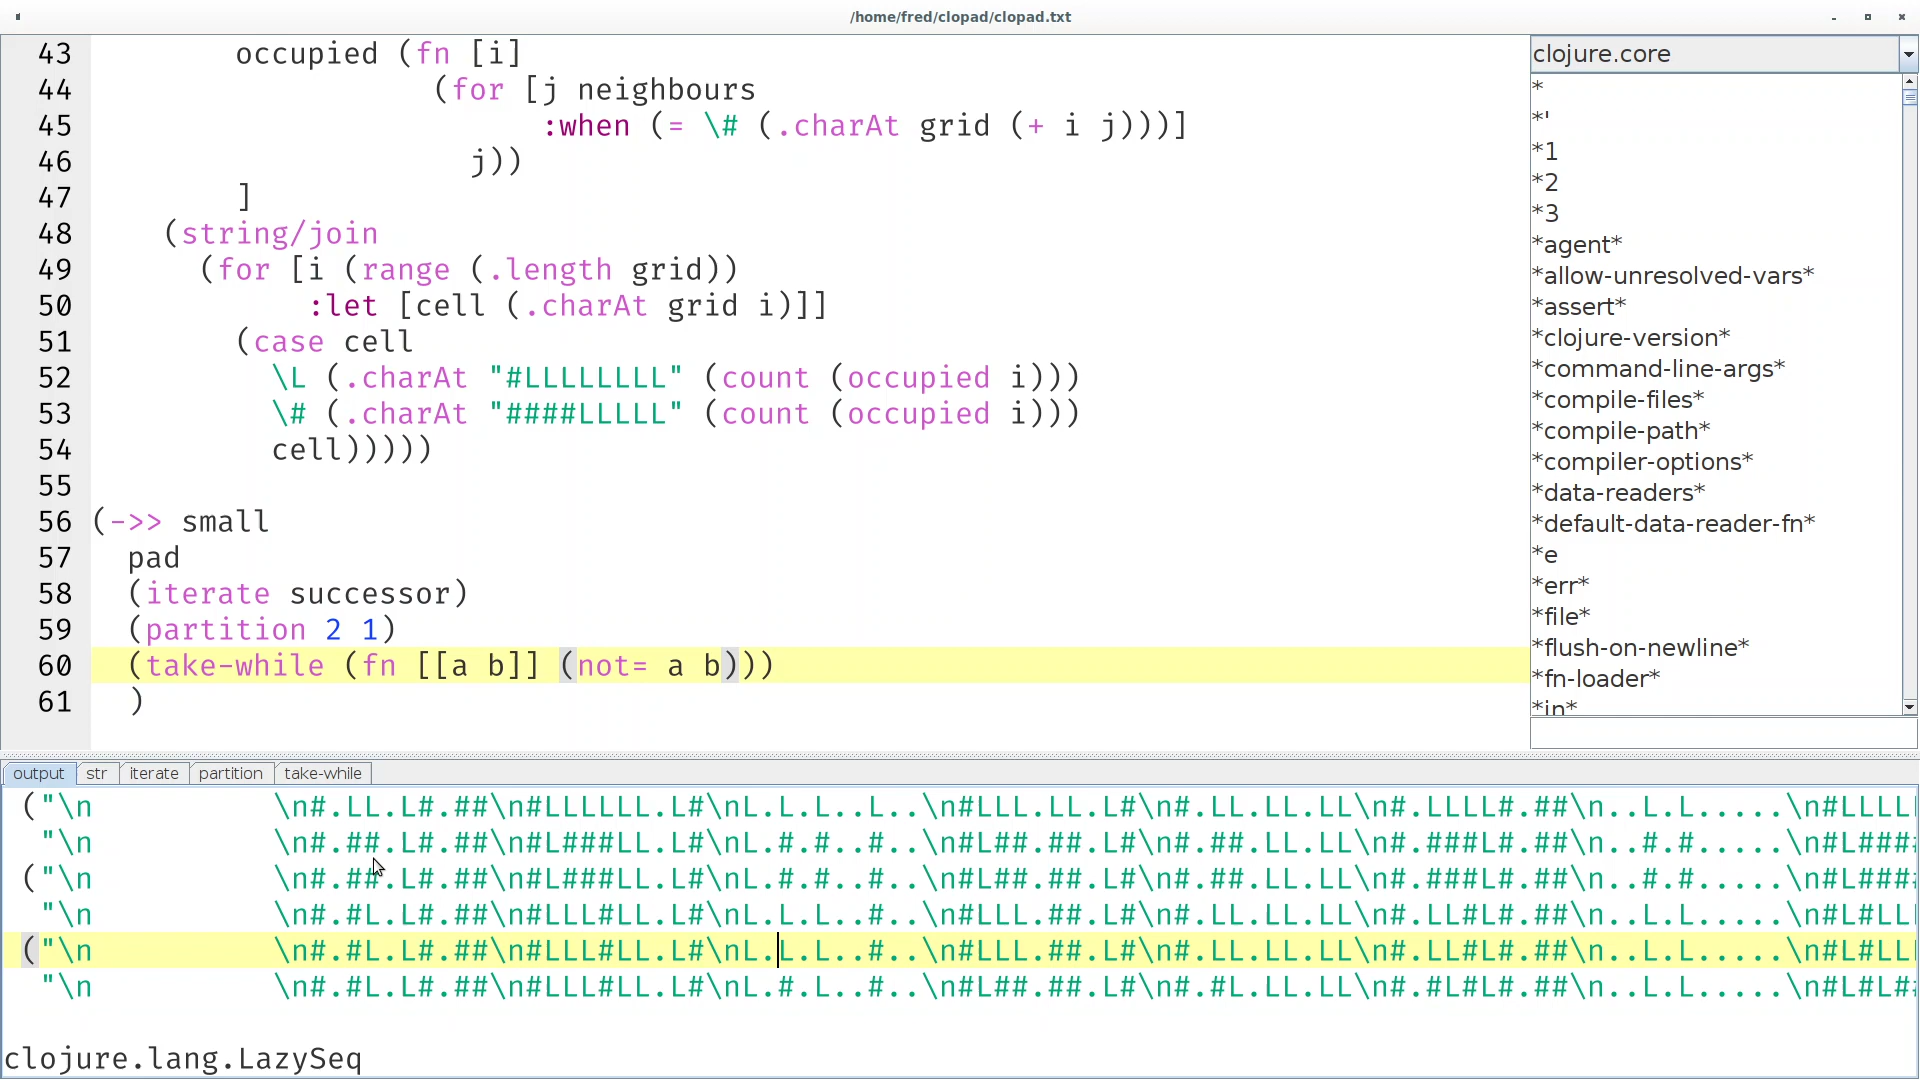 /home/fred/clopad/clopad.txt
43         occupied (fn [i]
44                    (for [j neighbours
45                          :when (= \# (.charAt grid (+ i j)))]
46                      j))
47         ]
48     (string/join
49       (for [i (range (.length grid))
50             :let [cell (.charAt grid i)]]
51         (case cell
52           \L (.charAt "#LLLLLLLL" (count (occupied i)))
53           \# (.charAt "####LLLLL" (count (occupied i)))
54           cell)))))
55
56 (->> small
57   pad
58   (iterate successor)
59   (partition 2 1)
60   (take-while (fn [[a b]] (not= a b)))
61   )
clojure.core
*
*'
*1
*2
*3
*agent*
*allow-unresolved-vars*
*assert*
*clojure-version*
*command-line-args*
*compile-files*
*compile-path*
*compiler-options*
*data-readers*
*default-data-reader-fn*
*e
*err*
*file*
*flush-on-newline*
*fn-loader*
*in*
output str iterate partition take-while
("\n          \n#.LL.L#.##\n#LLLLLL.L#\nL.L.L..L..\n#LLL.LL.L#\n#.LL.LL.LL\n#.LLLL#.##\n..L.L.....\n#LLLL
"\n          \n#.##.L#.##\n#L###LL.L#\nL.#.#..#..\n#L##.##.L#\n#.##.LL.LL\n#.###L#.##\n..#.#.....\n#L###
("\n          \n#.##.L#.##\n#L###LL.L#\nL.#.#..#..\n#L##.##.L#\n#.##.LL.LL\n#.###L#.##\n..#.#.....\n#L###
"\n          \n#.#L.L#.##\n#LLL#LL.L#\nL.L.L..#..\n#LLL.##.L#\n#.LL.LL.LL\n#.LL#L#.##\n..L.L.....\n#L#LL
("\n          \n#.#L.L#.##\n#LLL#LL.L#\nL.L.L..#..\n#LLL.##.L#\n#.LL.LL.LL\n#.LL#L#.##\n..L.L.....\n#L#LL
"\n          \n#.#L.L#.##\n#LLL#LL.L#\nL.#.L..#..\n#L##.##.L#\n#.#L.LL.LL\n#.#L#L#.##\n..L.L.....\n#L#L#
clojure.lang.LazySeq